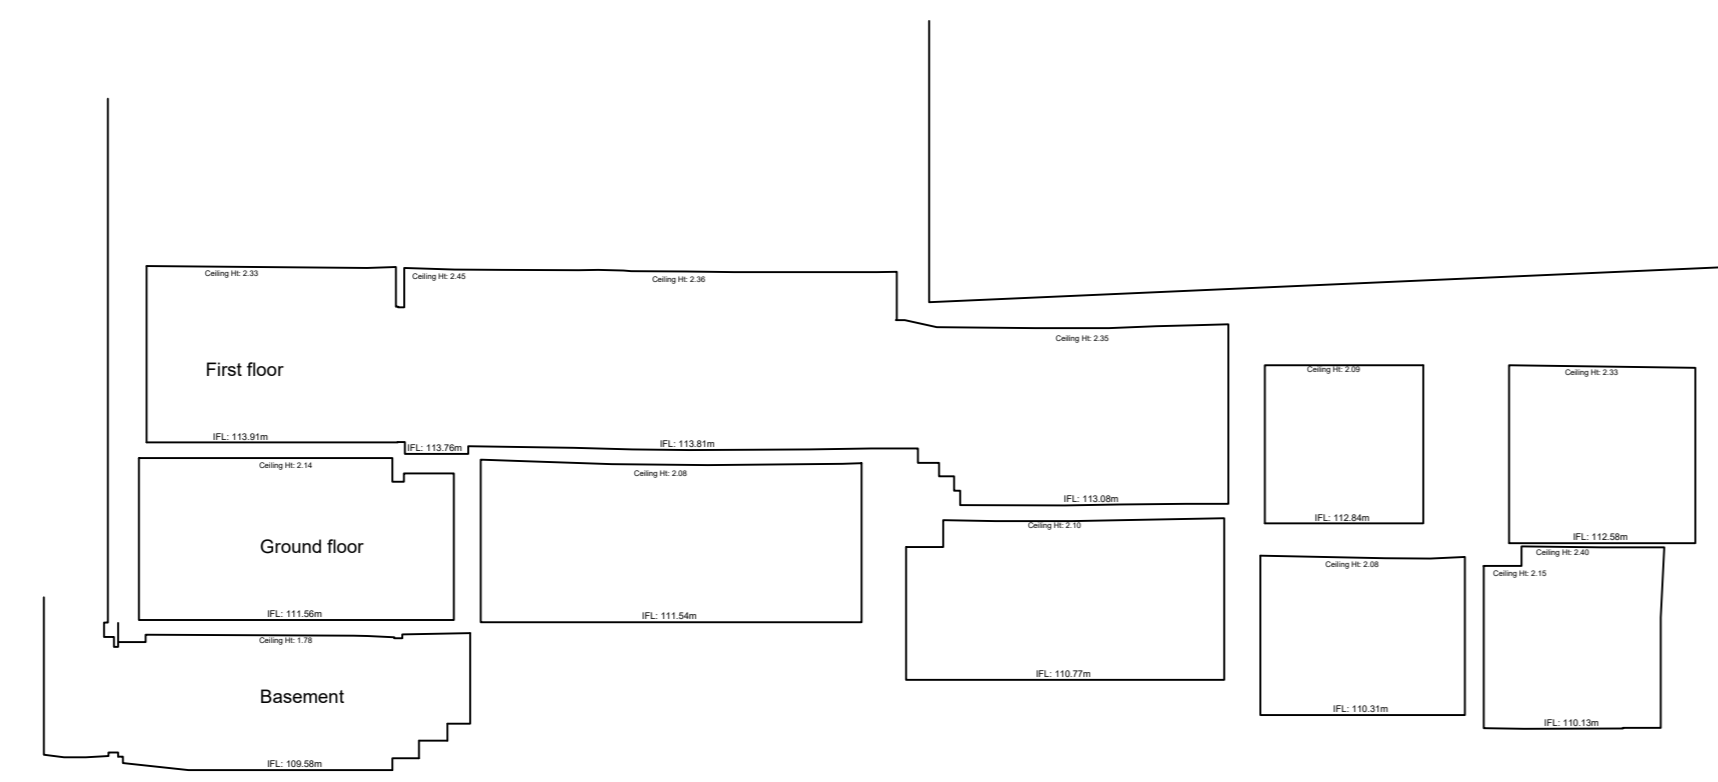 Ceiling Ht: 2.33
Ceiling Ht: 2.45
Ceiling Ht: 2.36
Ceiling Ht: 2.35
Ceiling Ht: 2.09
Ceiling Ht: 2.33
First floor
IFL: 113.91m
IFL: 113.76m
IFL: 113.81m
IFL: 113.08m
IFL: 112.84m
IFL: 112.58m
Ceiling Ht: 2.14
Ceiling Ht: 2.08
Ceiling Ht: 2.10
Ceiling Ht: 2.08
Ceiling Ht: 2.40
Ceiling Ht: 2.15
Ground floor
IFL: 111.56m
IFL: 111.54m
IFL: 110.77m
IFL: 110.31m
IFL: 110.13m
Ceiling Ht: 1.78
Basement
IFL: 109.58m